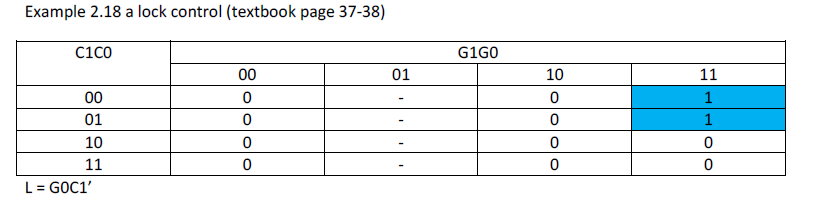 Example 2.18 a lock control (textbook page 37-38)
C1C0 G1G0
00 01 10 11
00 0 - 0 1
01 0 - 0 1
10 0 - 0 0
11 0 - 0 0
L = G0C1’